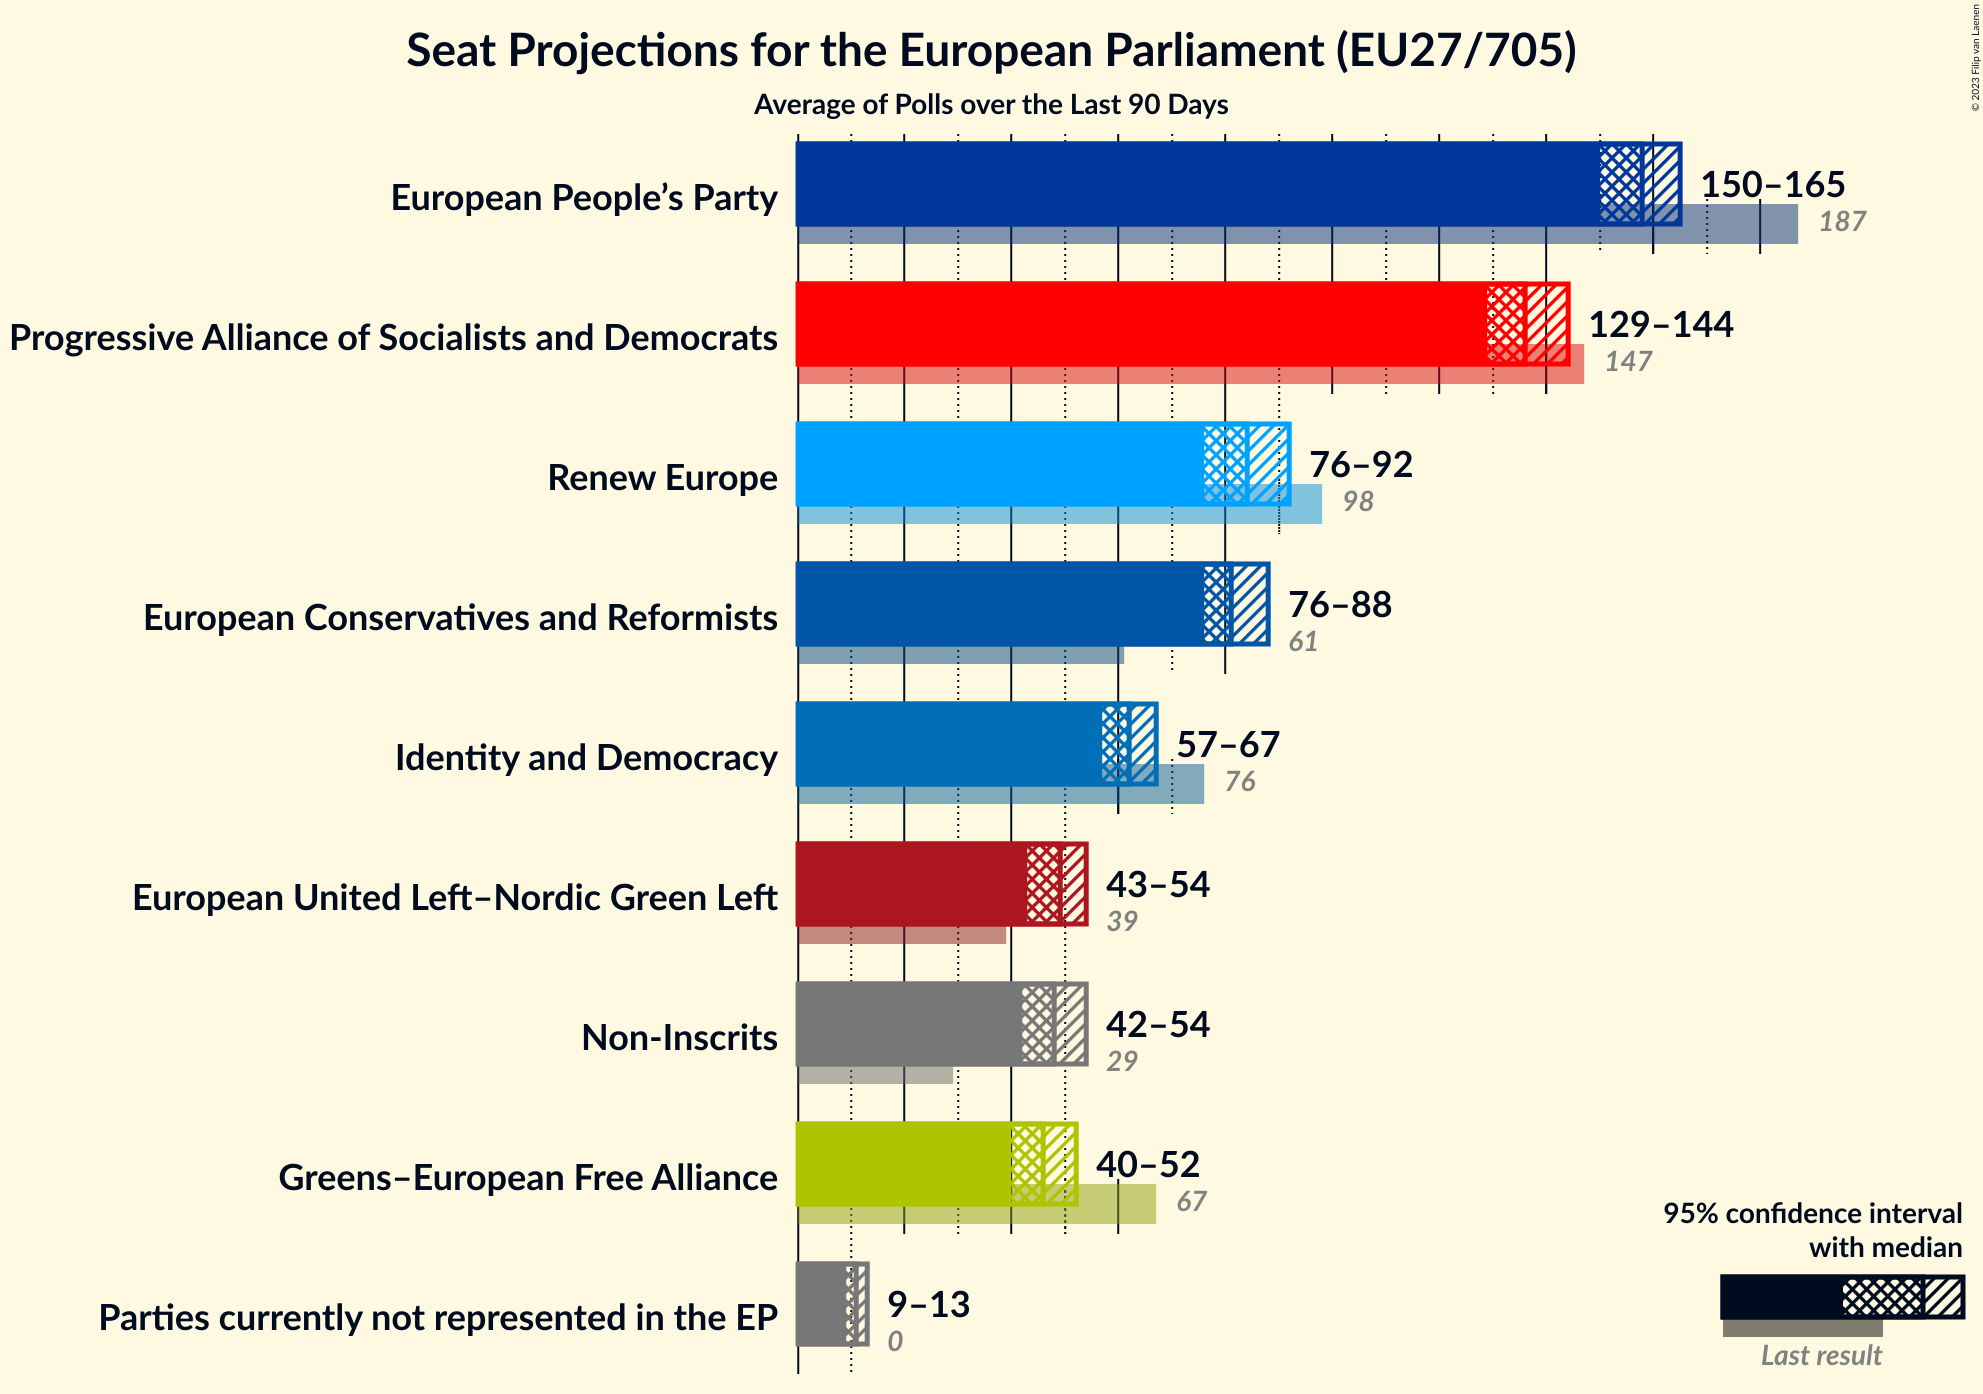 Seat Projections for the European Parliament (EU27/705)
Average of Polls over the Last 90 Days
© 2023 Filip van Laenen
European People’s Party
150–165
187
Progressive Alliance of Socialists and Democrats
129–144
147
Renew Europe
76–92
98
European Conservatives and Reformists
76–88
61
Identity and Democracy
57–67
76
European United Left–Nordic Green Left
43–54
39
Non-Inscrits
42–54
29
Greens–European Free Alliance
40–52
67
Parties currently not represented in the EP
9–13
0
95% confidence interval
with median
Last result